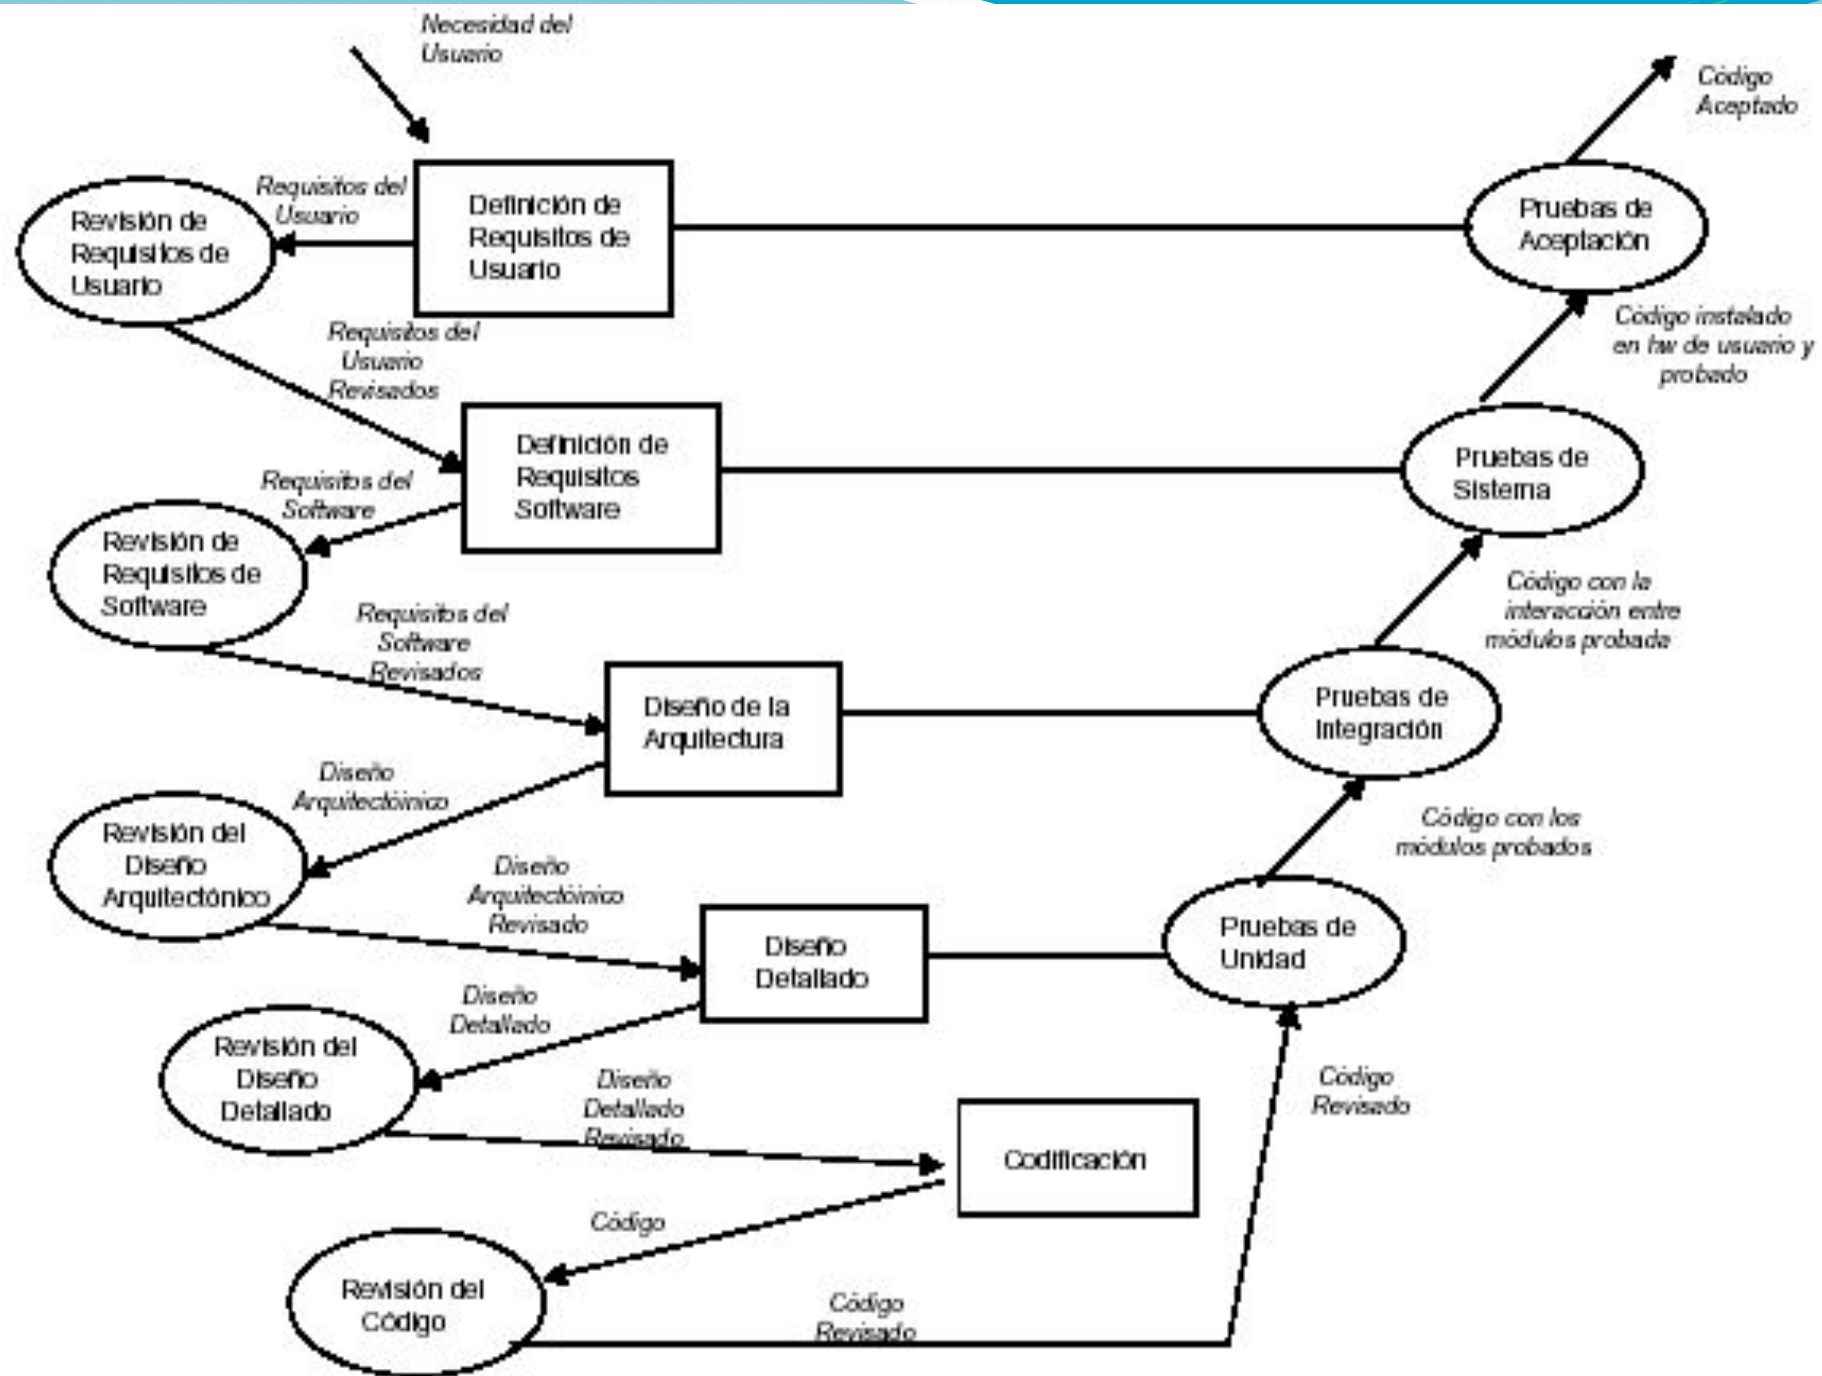 Necesidad del
Usuario
Código
Aceptado
Requisitos del
Usuario
Definición de
Requisitos de
Usuario
Revisión de
Requisitos de
Usuario
Pruebas de
Aceptación
Requisitos del
Usuario
Revisados
Código instalado
en hw de usuario y
probado
Definición de
Requisitos
Software
Pruebas de
Sistema
Requisitos del
Software
Revisión de
Requisitos de
Software
Código con la
interacción entre
módulos probada
Requisitos del
Software
Revisados
Diseño de la
Arquitectura
Pruebas de
Integración
Diseño
Arquitectóinico
Revisión del
Diseño
Arquitectónico
Código con los
módulos probados
Diseño
Arquitectóinico
Revisado
Diseño
Detallado
Pruebas de
Unidad
Diseño
Detallado
Revisión del
Diseño
Detallado
Diseño
Detallado
Revisado
Código
Revisado
Codificación
Código
Revisión del
Código
Código
Revisado